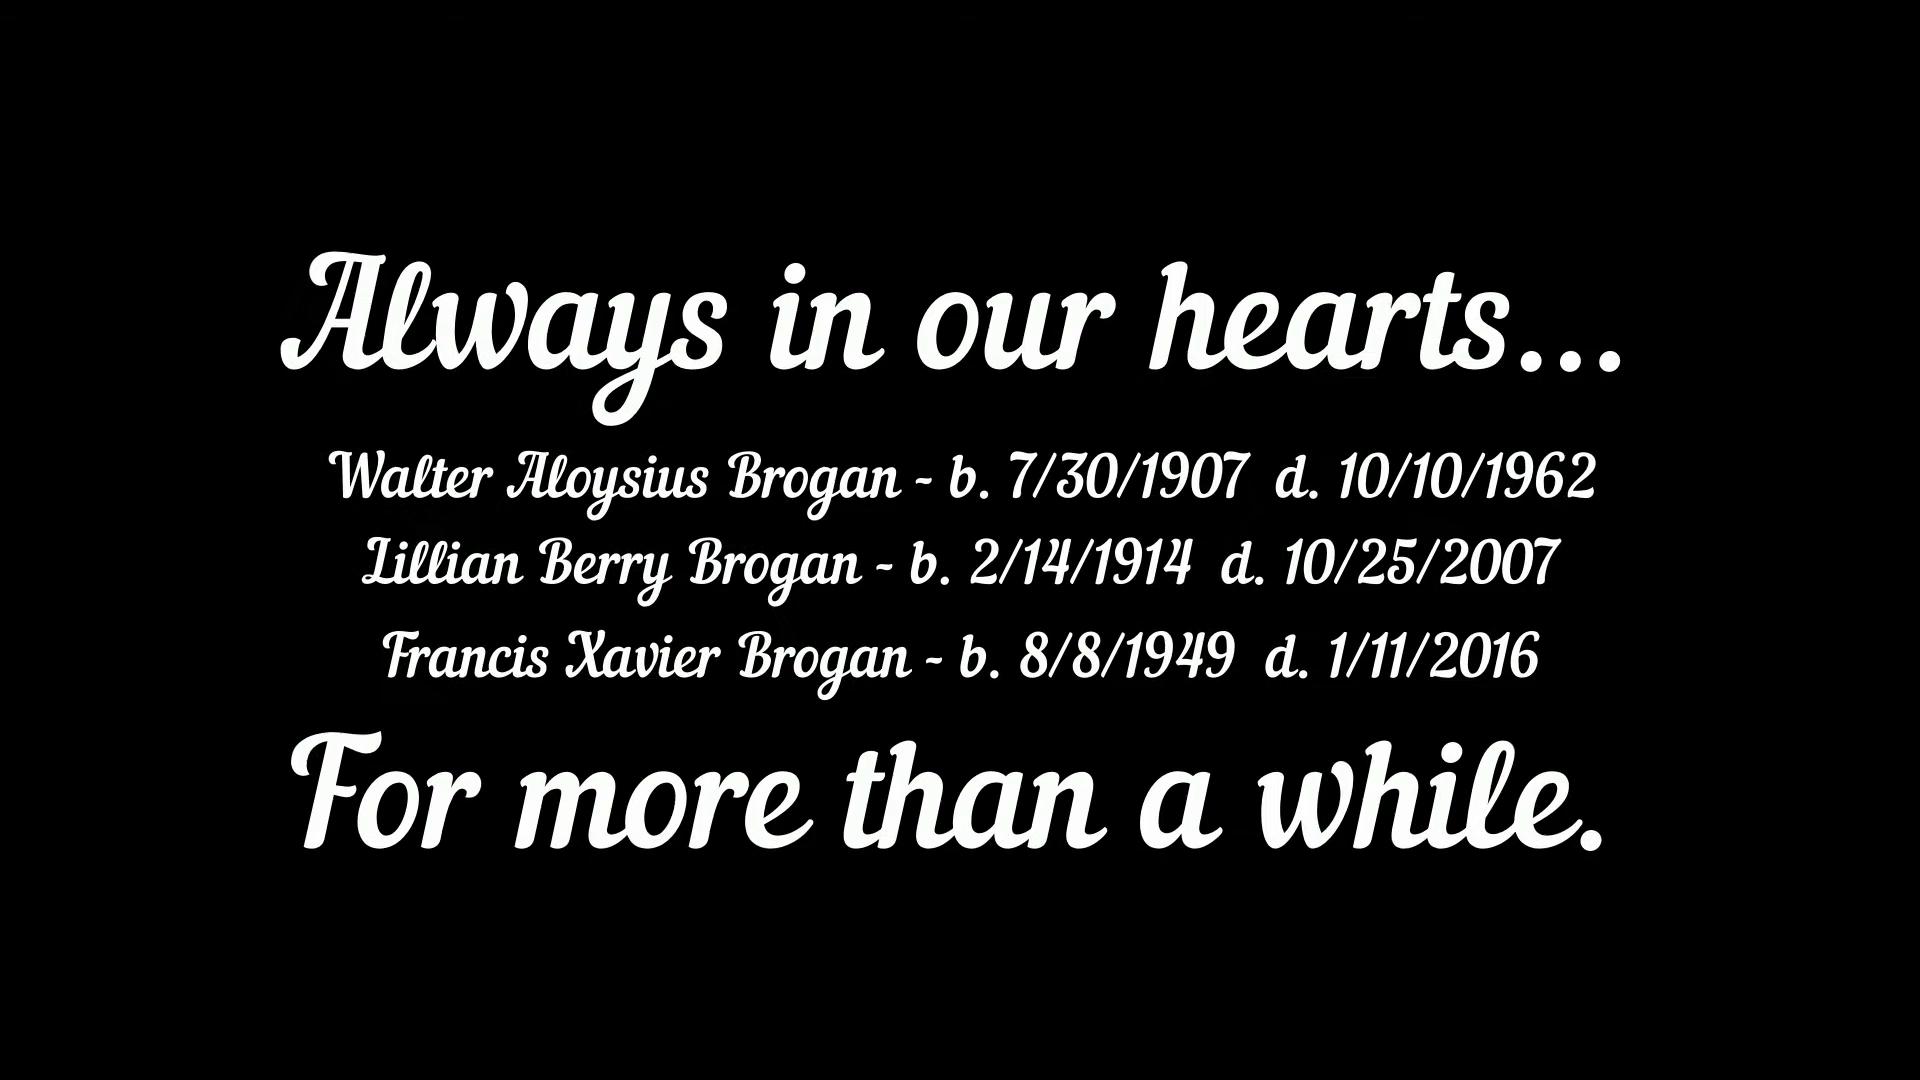 Always in our hearts...
Walter Aloysius Brogan - b. 7/30/1907 d. 10/10/1962
Lillian Berry Brogan - b. 2/14/1914 d. 10/25/2007
Francis Xavier Brogan - b. 8/8/1949 d. 1/11/2016
For more than a while.